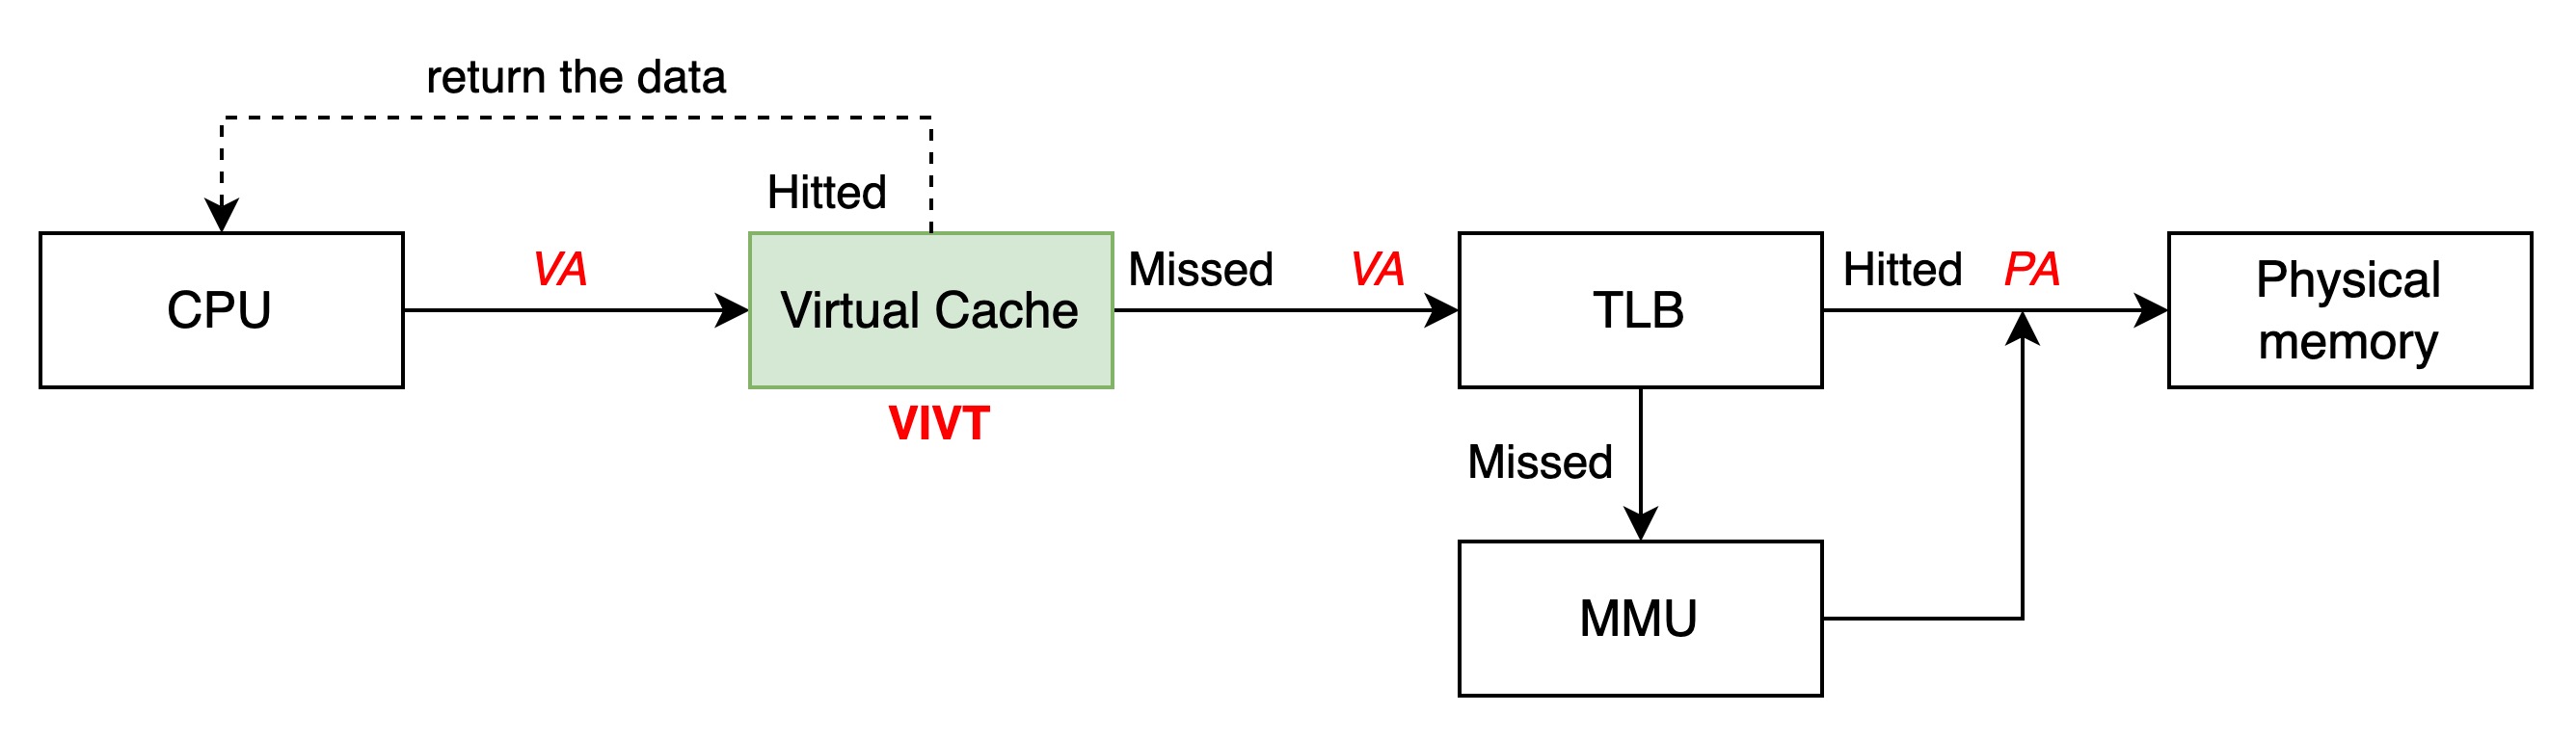 return the data
Hitted
CPU
VA
Virtual Cache
VIVT
Missed
VA
TLB
Hitted
PA
Physical
memory
Missed
MMU